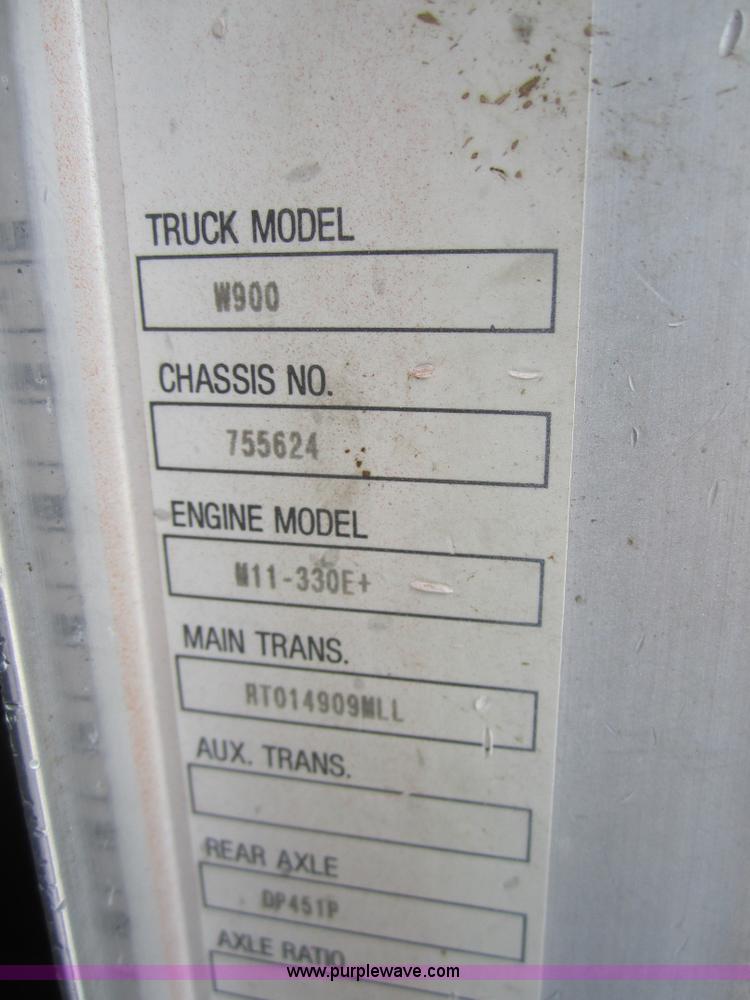 TRUCK MODEL
W900
CHASSIS NO.
755624
ENGINE MODEL
M11-330E+
MAIN TRANS.
RTO14909MLL
AUX. TRANS.
REAR AXLE
DP451P
AXLE RATIO
www.purplewave.com